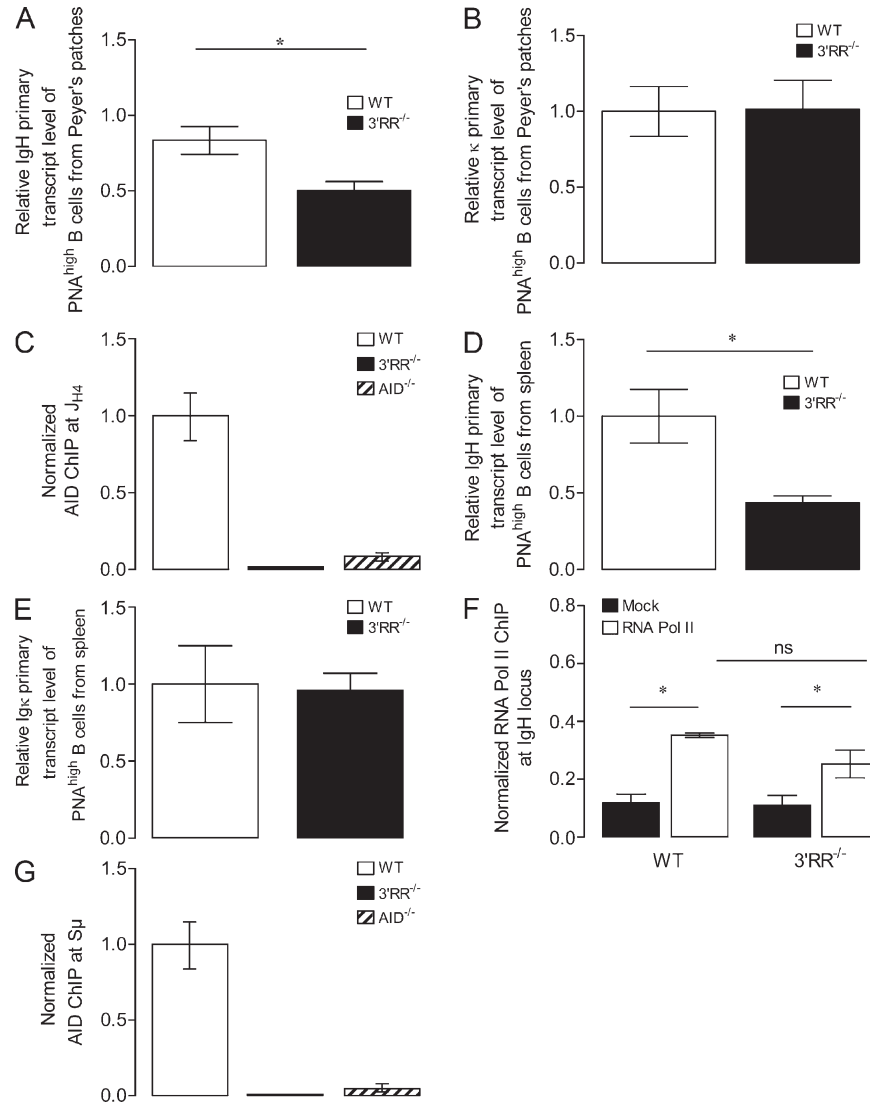 A
Relative IgH primary
transcript level of
PNAhigh B cells from Peyer's patches
1.5
1.0
0.5
0.0
*
WT
3'RR-/-
B
Relative κ primary
transcript level of
PNAhigh B cells from Peyer's patches
1.5
1.0
0.5
0.0
WT
3'RR-/-
C
Normalized
AID ChIP at JH4
1.5
1.0
0.5
0.0
WT
3'RR-/-
AID-/-
D
Relative IgH primary
transcript level of
PNAhigh B cells from spleen
1.5
1.0
0.5
0.0
*
WT
3'RR-/-
E
Relative Igκ primary
transcript level of
PNAhigh B cells from spleen
1.5
1.0
0.5
0.0
WT
3'RR-/-
F
Normalized RNA Pol II ChIP
at IgH locus
0.8
0.6
0.4
0.2
0.0
Mock
RNA Pol II
ns
*
*
WT
3'RR-/-
G
Normalized
AID ChIP at Sμ
1.5
1.0
0.5
0.0
WT
3'RR-/-
AID-/-